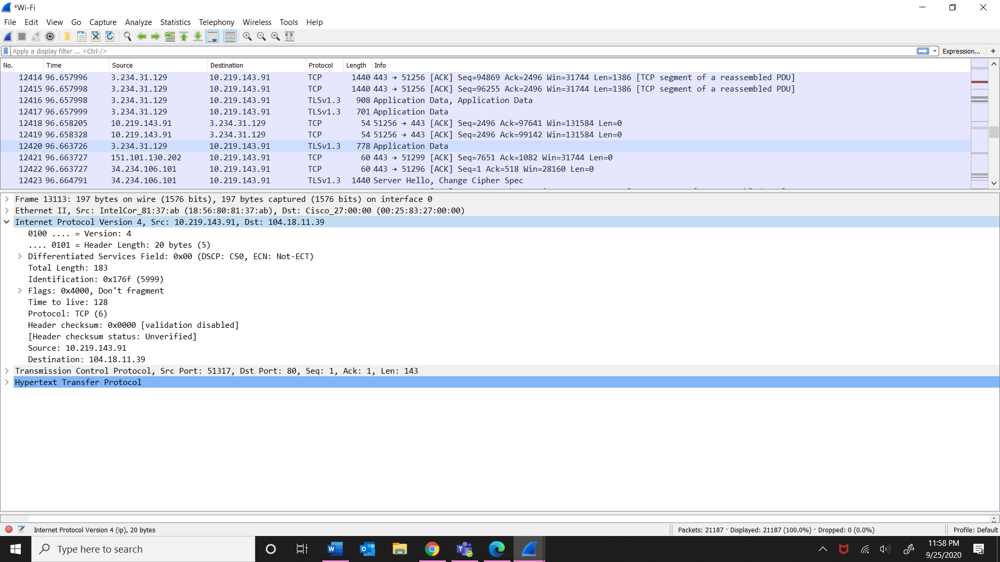 *Wi-Fi
File Edit View Go Capture Analyze Statistics Telephony Wireless Tools Help
Apply a display filter ... <Ctrl-/> Expression... +
No. Time Source Destination Protocol Length Info
12414 96.657996 3.234.31.129 10.219.143.91 TCP 1440 443 → 51256 [ACK] Seq=94869 Ack=2496 Win=31744 Len=1386 [TCP segment of a reassembled PDU]
12415 96.657998 3.234.31.129 10.219.143.91 TCP 1440 443 → 51256 [ACK] Seq=96255 Ack=2496 Win=31744 Len=1386 [TCP segment of a reassembled PDU]
12416 96.657998 3.234.31.129 10.219.143.91 TLSv1.3 908 Application Data, Application Data
12417 96.657999 3.234.31.129 10.219.143.91 TLSv1.3 701 Application Data
12418 96.658205 10.219.143.91 3.234.31.129 TCP 54 51256 → 443 [ACK] Seq=2496 Ack=97641 Win=131584 Len=0
12419 96.658328 10.219.143.91 3.234.31.129 TCP 54 51256 → 443 [ACK] Seq=2496 Ack=99142 Win=131584 Len=0
12420 96.663726 3.234.31.129 10.219.143.91 TLSv1.3 778 Application Data
12421 96.663727 151.101.130.202 10.219.143.91 TCP 60 443 → 51299 [ACK] Seq=7651 Ack=1082 Win=31744 Len=0
12422 96.663727 34.234.106.101 10.219.143.91 TCP 60 443 → 51296 [ACK] Seq=1 Ack=518 Win=28160 Len=0
12423 96.664791 34.234.106.101 10.219.143.91 TLSv1.3 1440 Server Hello, Change Cipher Spec
Frame 13113: 197 bytes on wire (1576 bits), 197 bytes captured (1576 bits) on interface 0
Ethernet II, Src: IntelCor_81:37:ab (18:56:80:81:37:ab), Dst: Cisco_27:00:00 (00:25:83:27:00:00)
Internet Protocol Version 4, Src: 10.219.143.91, Dst: 104.18.11.39
0100 .... = Version: 4
.... 0101 = Header Length: 20 bytes (5)
Differentiated Services Field: 0x00 (DSCP: CS0, ECN: Not-ECT)
Total Length: 183
Identification: 0x176f (5999)
Flags: 0x4000, Don't fragment
Time to live: 128
Protocol: TCP (6)
Header checksum: 0x0000 [validation disabled]
[Header checksum status: Unverified]
Source: 10.219.143.91
Destination: 104.18.11.39
Transmission Control Protocol, Src Port: 51317, Dst Port: 80, Seq: 1, Ack: 1, Len: 143
Hypertext Transfer Protocol
Internet Protocol Version 4 (ip), 20 bytes Packets: 21187 · Displayed: 21187 (100.0%) · Dropped: 0 (0.0%) Profile: Default
Type here to search
11:58 PM
9/25/2020